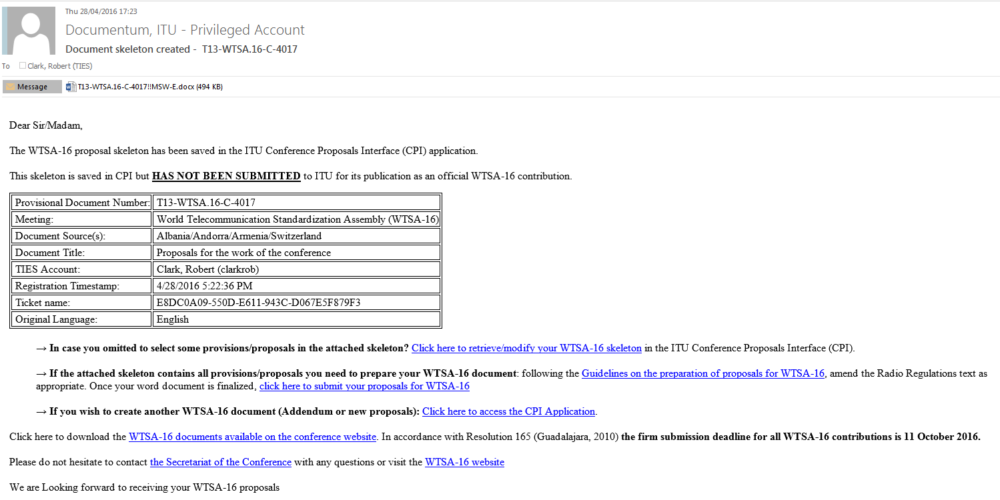 Thu 28/04/2016 17:23
Documentum, ITU - Privileged Account
Document skeleton created -  T13-WTSA.16-C-4017
To Clark, Robert (TIES)
Message T13-WTSA.16-C-4017!!MSW-E.docx (494 KB)
Dear Sir/Madam,
The WTSA-16 proposal skeleton has been saved in the ITU Conference Proposals Interface (CPI) application.
This skeleton is saved in CPI but HAS NOT BEEN SUBMITTED to ITU for its publication as an official WTSA-16 contribution.
Provisional Document Number: T13-WTSA.16-C-4017
Meeting: World Telecommunication Standardization Assembly (WTSA-16)
Document Source(s): Albania/Andorra/Armenia/Switzerland
Document Title: Proposals for the work of the conference
TIES Account: Clark, Robert (clarkrob)
Registration Timestamp: 4/28/2016 5:22:36 PM
Ticket name: E8DC0A09-550D-E611-943C-D067E5F879F3
Original Language: English
→ In case you omitted to select some provisions/proposals in the attached skeleton? Click here to retrieve/modify your WTSA-16 skeleton in the ITU Conference Proposals Interface (CPI).
→ If the attached skeleton contains all provisions/proposals you need to prepare your WTSA-16 document: following the Guidelines on the preparation of proposals for WTSA-16, amend the Radio Regulations text as
appropriate. Once your word document is finalized, click here to submit your proposals for WTSA-16
→ If you wish to create another WTSA-16 document (Addendum or new proposals): Click here to access the CPI Application.
Click here to download the WTSA-16 documents available on the conference website. In accordance with Resolution 165 (Guadalajara, 2010) the firm submission deadline for all WTSA-16 contributions is 11 October 2016.
Please do not hesitate to contact the Secretariat of the Conference with any questions or visit the WTSA-16 website
We are Looking forward to receiving your WTSA-16 proposals